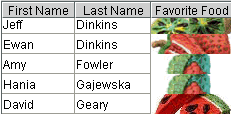 First Name Last Name Favorite Food
Jeff Dinkins
Ewan Dinkins
Amy Fowler
Hania Gajewska
David Geary